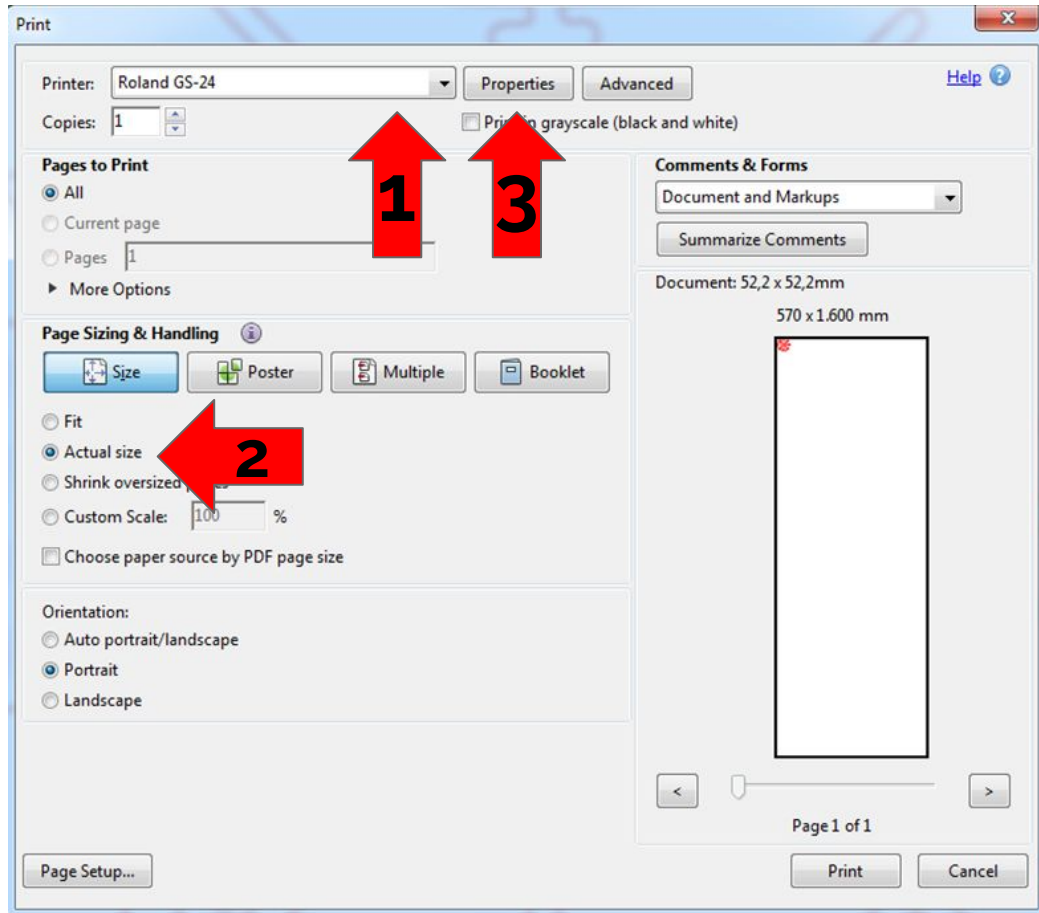 Print
Printer: Roland GS-24 Properties Advanced Help
Copies: 1 Print in grayscale (black and white)
1
3
Pages to Print
All
Current page
Pages 1
More Options
Comments & Forms
Document and Markups
Summarize Comments
Page Sizing & Handling
Size Poster Multiple Booklet
Fit
Actual size
2
Shrink oversized
Custom Scale: 100 %
Choose paper source by PDF page size
Orientation:
Auto portrait/landscape
Portrait
Landscape
Document: 52,2 x 52,2mm
570 x 1.600 mm
< >
Page 1 of 1
Page Setup... Print Cancel